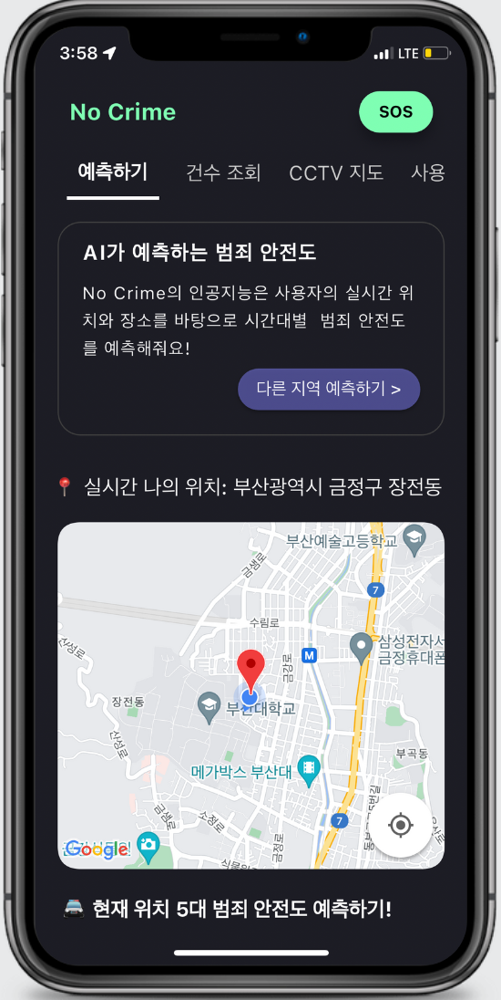 3:58
LTE
No Crime
SOS
예측하기 건수 조회 CCTV 지도 사용
AI가 예측하는 범죄 안전도
No Crime의 인공지능은 사용자의 실시간 위
치와 장소를 바탕으로 시간대별 범죄 안전도
를 예측해줘요!
다른 지역 예측하기 >
실시간 나의 위치: 부산광역시 금정구 장전동
부산예술고등학교
금샘로
7
수림로
산성로
삼성전자서
금정휴대폰
M
금강로
장전동
부산대학교
산성로
부곡동
메가박스 부산대
금샘로
소정로
7
Google
금정로
식물원
현재 위치 5대 범죄 안전도 예측하기!